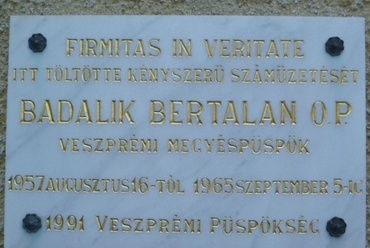 FIRMITAS IN VERITATE
ITT TÖLTÖTTE KÉNYSZERŰ SZÁMŰZETÉSÉT
BADALIK BERTALAN O.P.
VESZPRÉMI MEGYÉSPÜSPÖK
1957 AUGUSZTUS 16-TÓL 1965 SZEPTEMBER 5-IG
1991 VESZPRÉMI PÜSPÖKSÉG